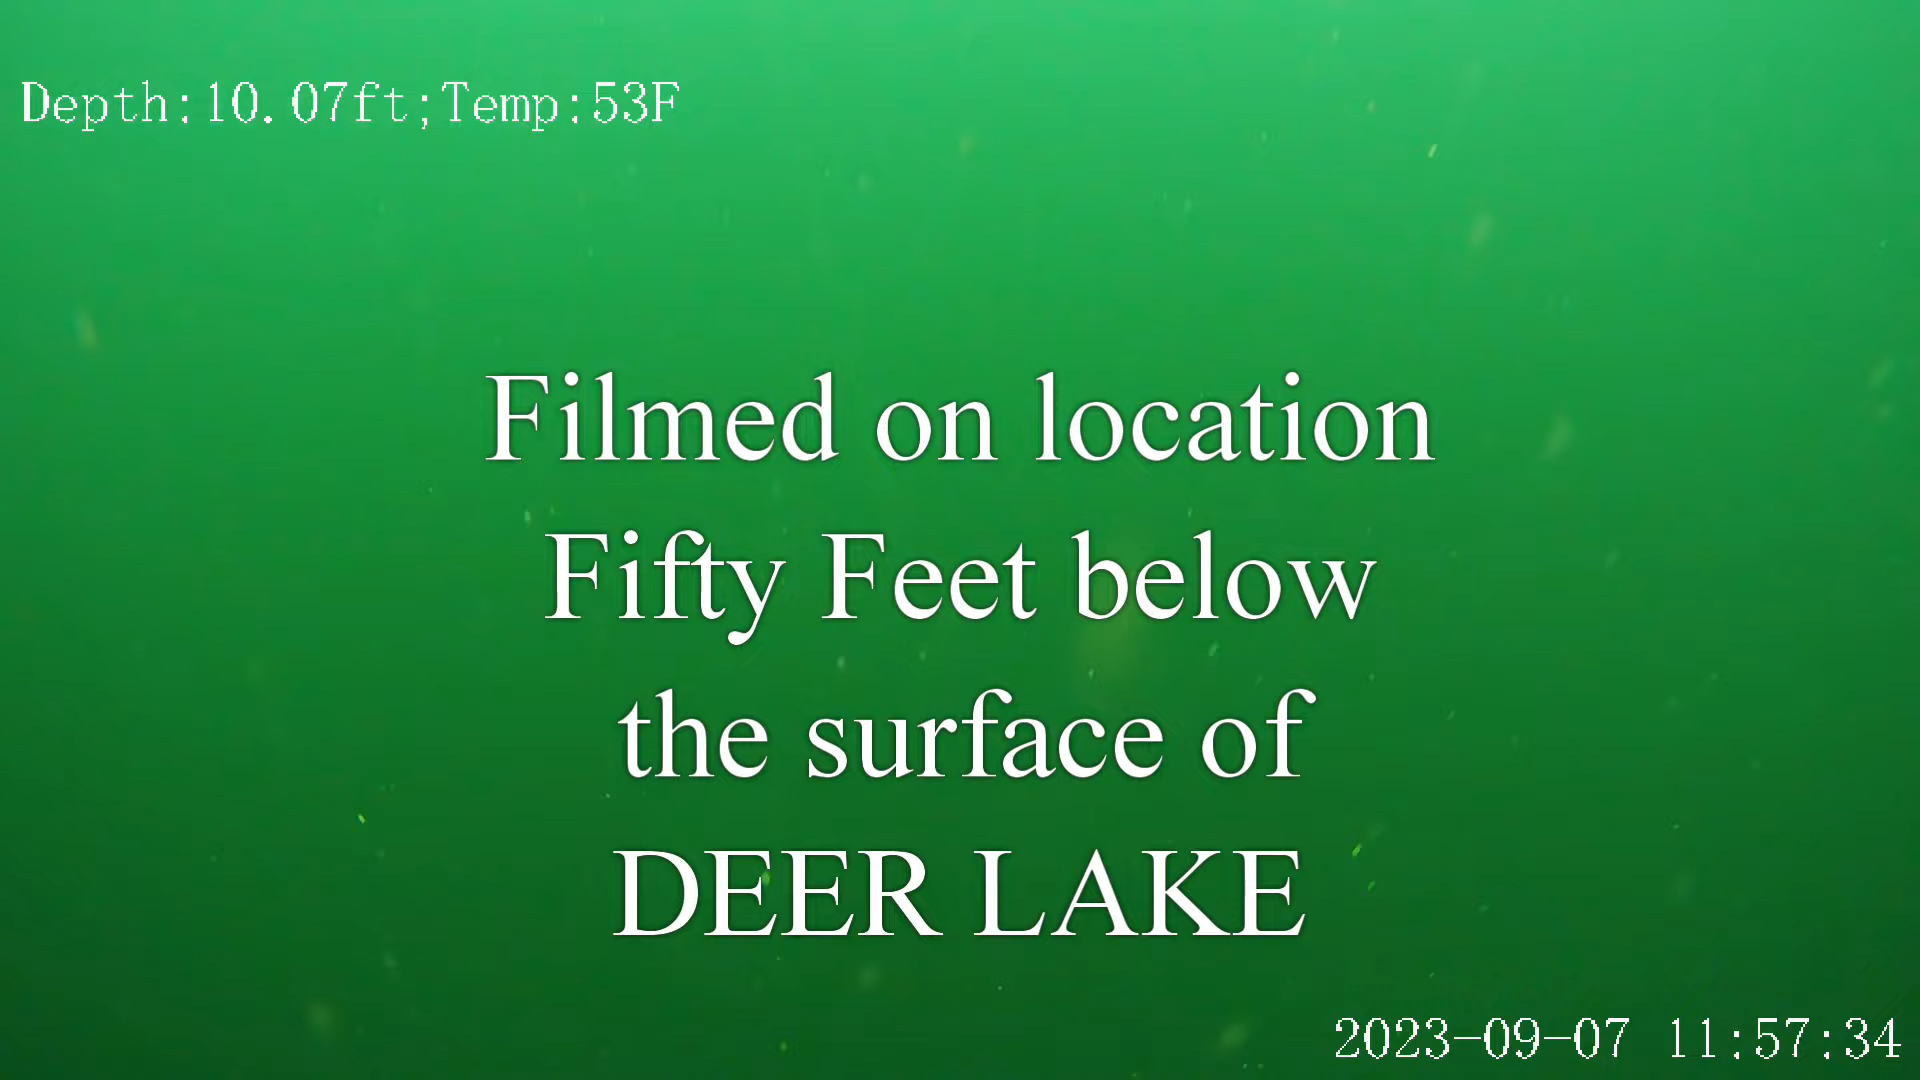 Depth:10.07ft;Temp:53F
Filmed on location
Fifty Feet below
the surface of
DEER LAKE
2023-09-07 11:57:34